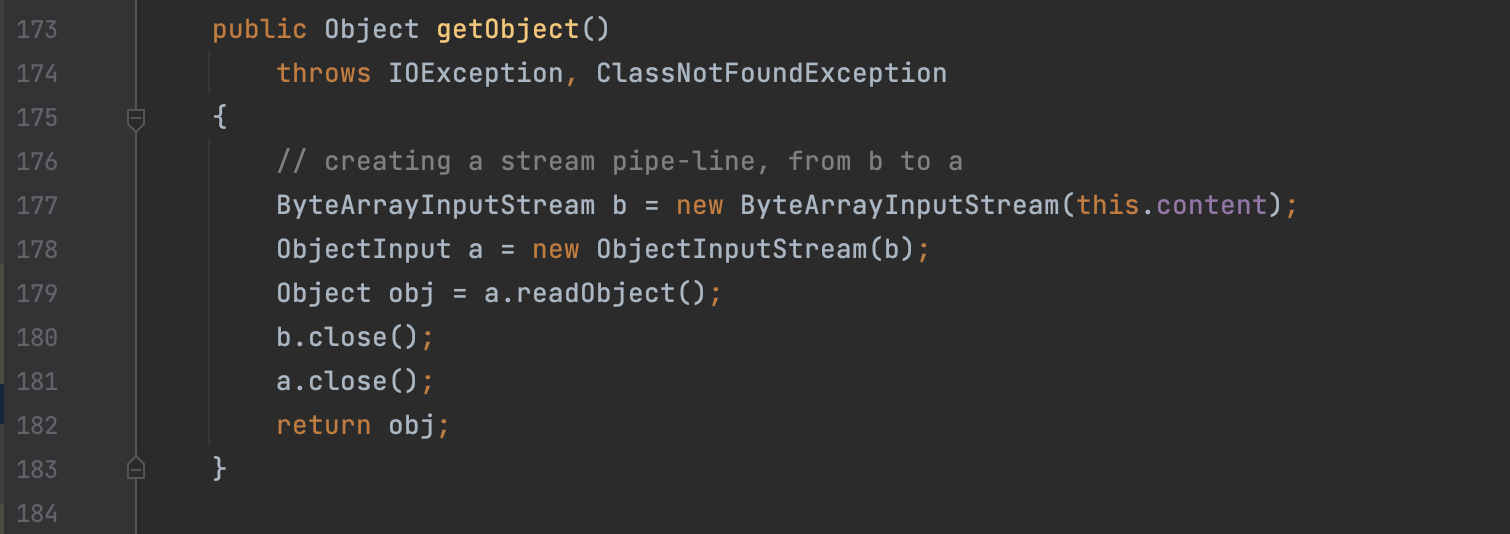 173 public Object getObject()
174 throws IOException, ClassNotFoundException
175 {
176 // creating a stream pipe-line, from b to a
177 ByteArrayInputStream b = new ByteArrayInputStream(this.content);
178 ObjectInput a = new ObjectInputStream(b);
179 Object obj = a.readObject();
180 b.close();
181 a.close();
182 return obj;
183 }
184